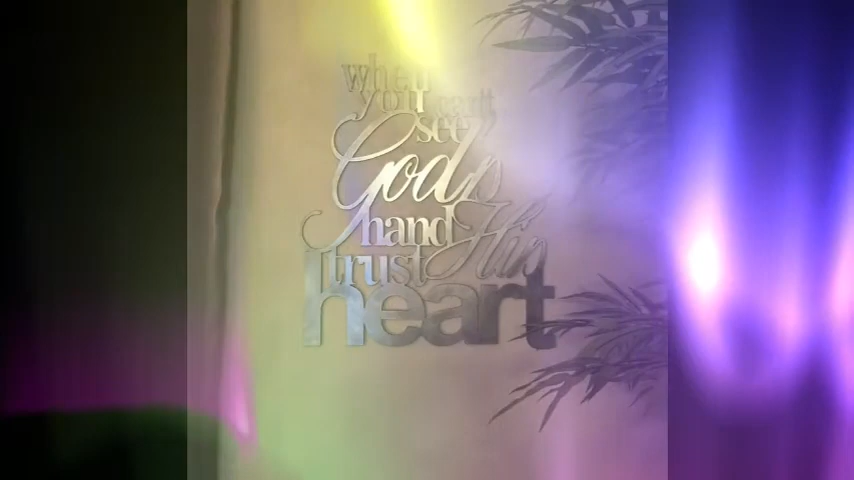 when
you can't
see
God's
hand
trust His
heart